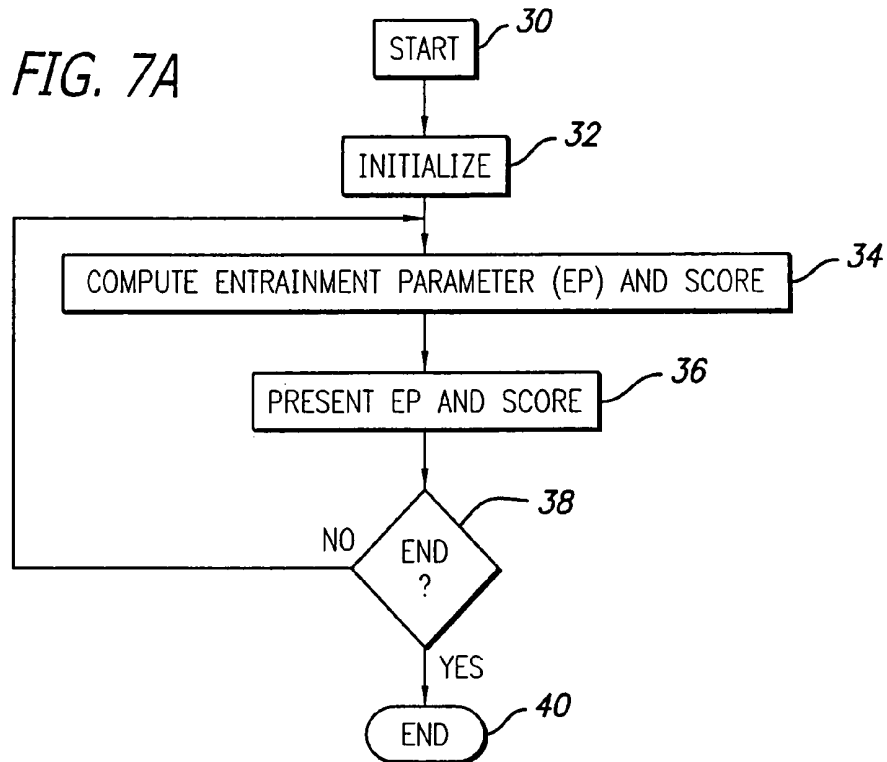 FIG. 7A
START
30
INITIALIZE
32
COMPUTE ENTRAINMENT PARAMETER (EP) AND SCORE
34
PRESENT EP AND SCORE
36
END
?
38
NO
YES
END
40